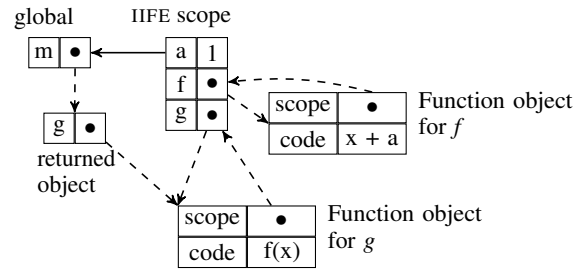 global
IIFE scope
m
a 1
f
g
g
returned
object
scope
code x + a
Function object
for f
scope
code f(x)
Function object
for g